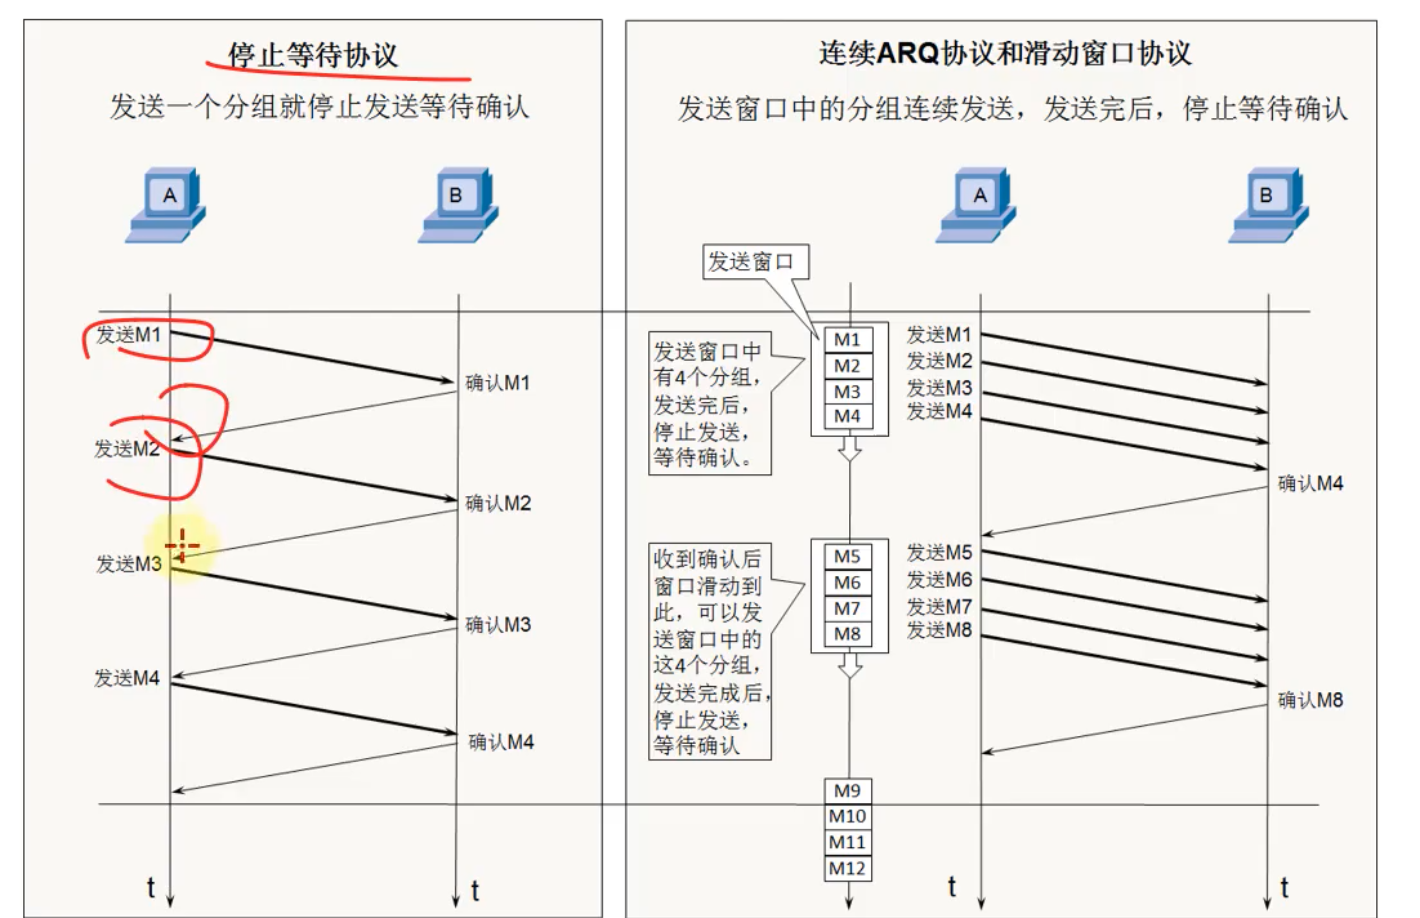 停止等待协议
发送一个分组就停止发送等待确认
A
B
发送M1
确认M1
发送M2
确认M2
发送M3
确认M3
发送M4
确认M4
t
t
连续ARQ协议和滑动窗口协议
发送窗口中的分组连续发送，发送完后，停止等待确认
A
B
发送窗口
发送窗口中
有4个分组，
发送完后，
停止发送，
等待确认。
M1
M2
M3
M4
发送M1
发送M2
发送M3
发送M4
确认M4
收到确认后
窗口滑动到
此，可以发
送窗口中的
这4个分组，
发送完成后，
停止发送，
等待确认
M5
M6
M7
M8
发送M5
发送M6
发送M7
发送M8
确认M8
M9
M10
M11
M12
t
t